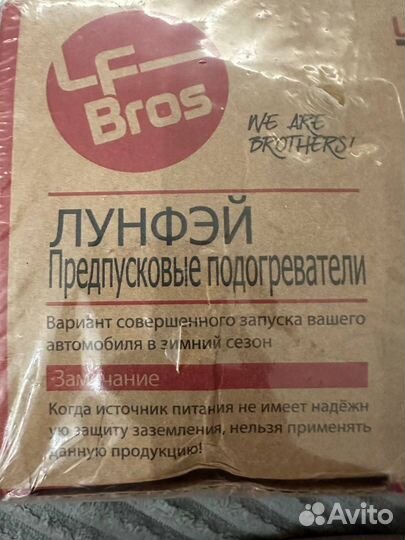 LF
Bros
WE ARE
BROTHERS!
ЛУНФЭЙ
Предпусковые подогреватели
Вариант совершенного запуска вашего
автомобиля в зимний сезон
Замечание
Когда источник питания не имеет надёжн
ую защиту заземления, нельзя применять
данную продукцию!
Avito